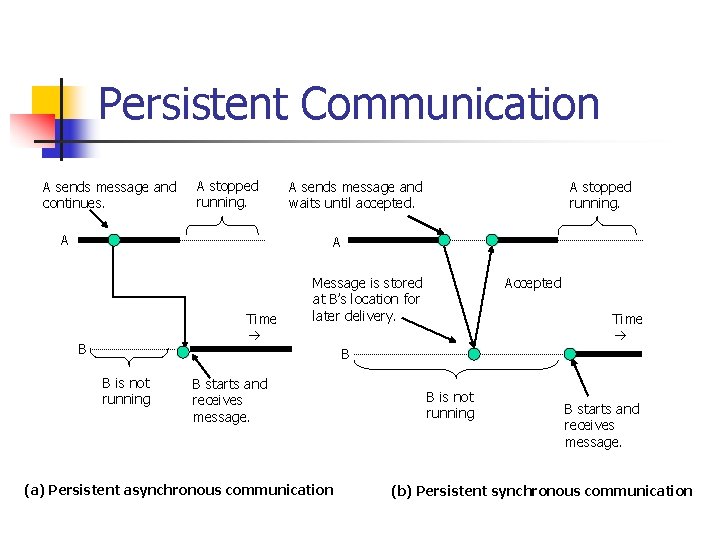 Persistent Communication
A sends message and
continues.
A stopped
running.
A sends message and
waits until accepted.
A stopped
running.
A
A
Message is stored
at B's location for
later delivery.
Accepted
Time
→
Time
→
B
B
B is not
running
B starts and
receives
message.
B is not
running
B starts and
receives
message.
(a) Persistent asynchronous communication
(b) Persistent synchronous communication